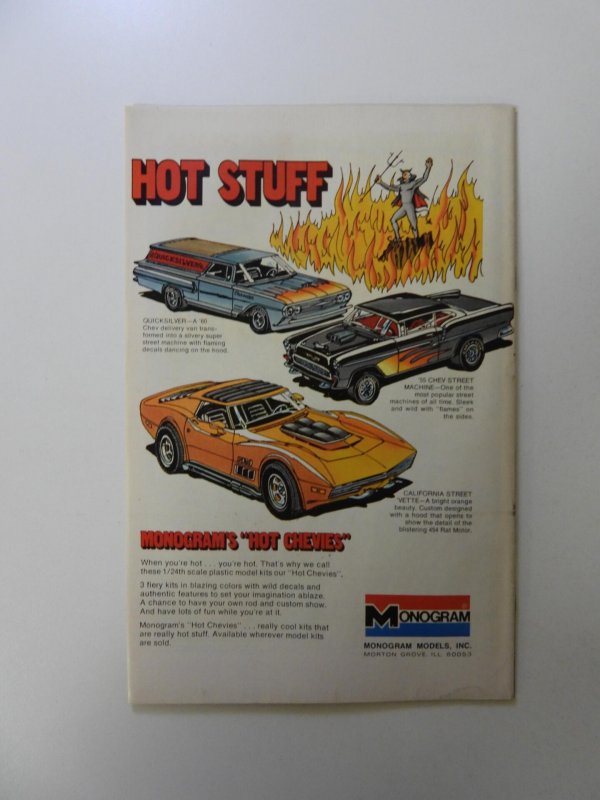 HOT STUFF
QUICKSILVER
QUICKSILVER—A '60
Chev delivery van trans-
formed into a silvery super
street machine with flaming
decals dancing on the hood.
'55 CHEV STREET
MACHINE—One of the
most popular street
machines of all time. Sleek
and wild with "flames" on
the sides.
CALIFORNIA STREET
'VETTE—A bright orange
beauty. Custom designed
with a hood that opens to
show the detail of the
blistering 454 Rat Motor.
MONOGRAM'S "HOT CHEVIES"
When you're hot . . . you're hot. That's why we call
these 1/24th scale plastic model kits our "Hot Chevies".
3 fiery kits in blazing colors with wild decals and
authentic features to set your imagination ablaze.
A chance to have your own rod and custom show.
And have lots of fun while you're at it.
Monogram's "Hot Chevies" . . . really cool kits that
are really hot stuff. Available wherever model kits
are sold.
MONOGRAM
MONOGRAM MODELS, INC.
MORTON GROVE, ILL. 60053